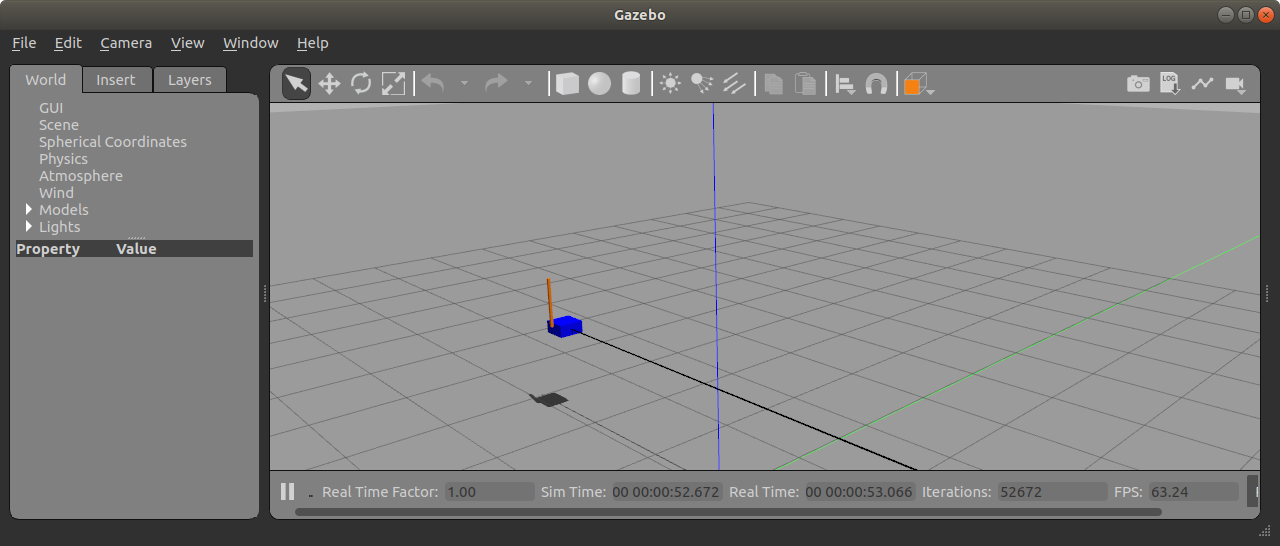 Gazebo
File Edit Camera View Window Help
World Insert Layers
GUI
Scene
Spherical Coordinates
Physics
Atmosphere
Wind
Models
Lights
Property Value
LOG
Real Time Factor: 1.00 Sim Time: 00 00:00:52.672 Real Time: 00 00:00:53.066 Iterations: 52672 FPS: 63.24